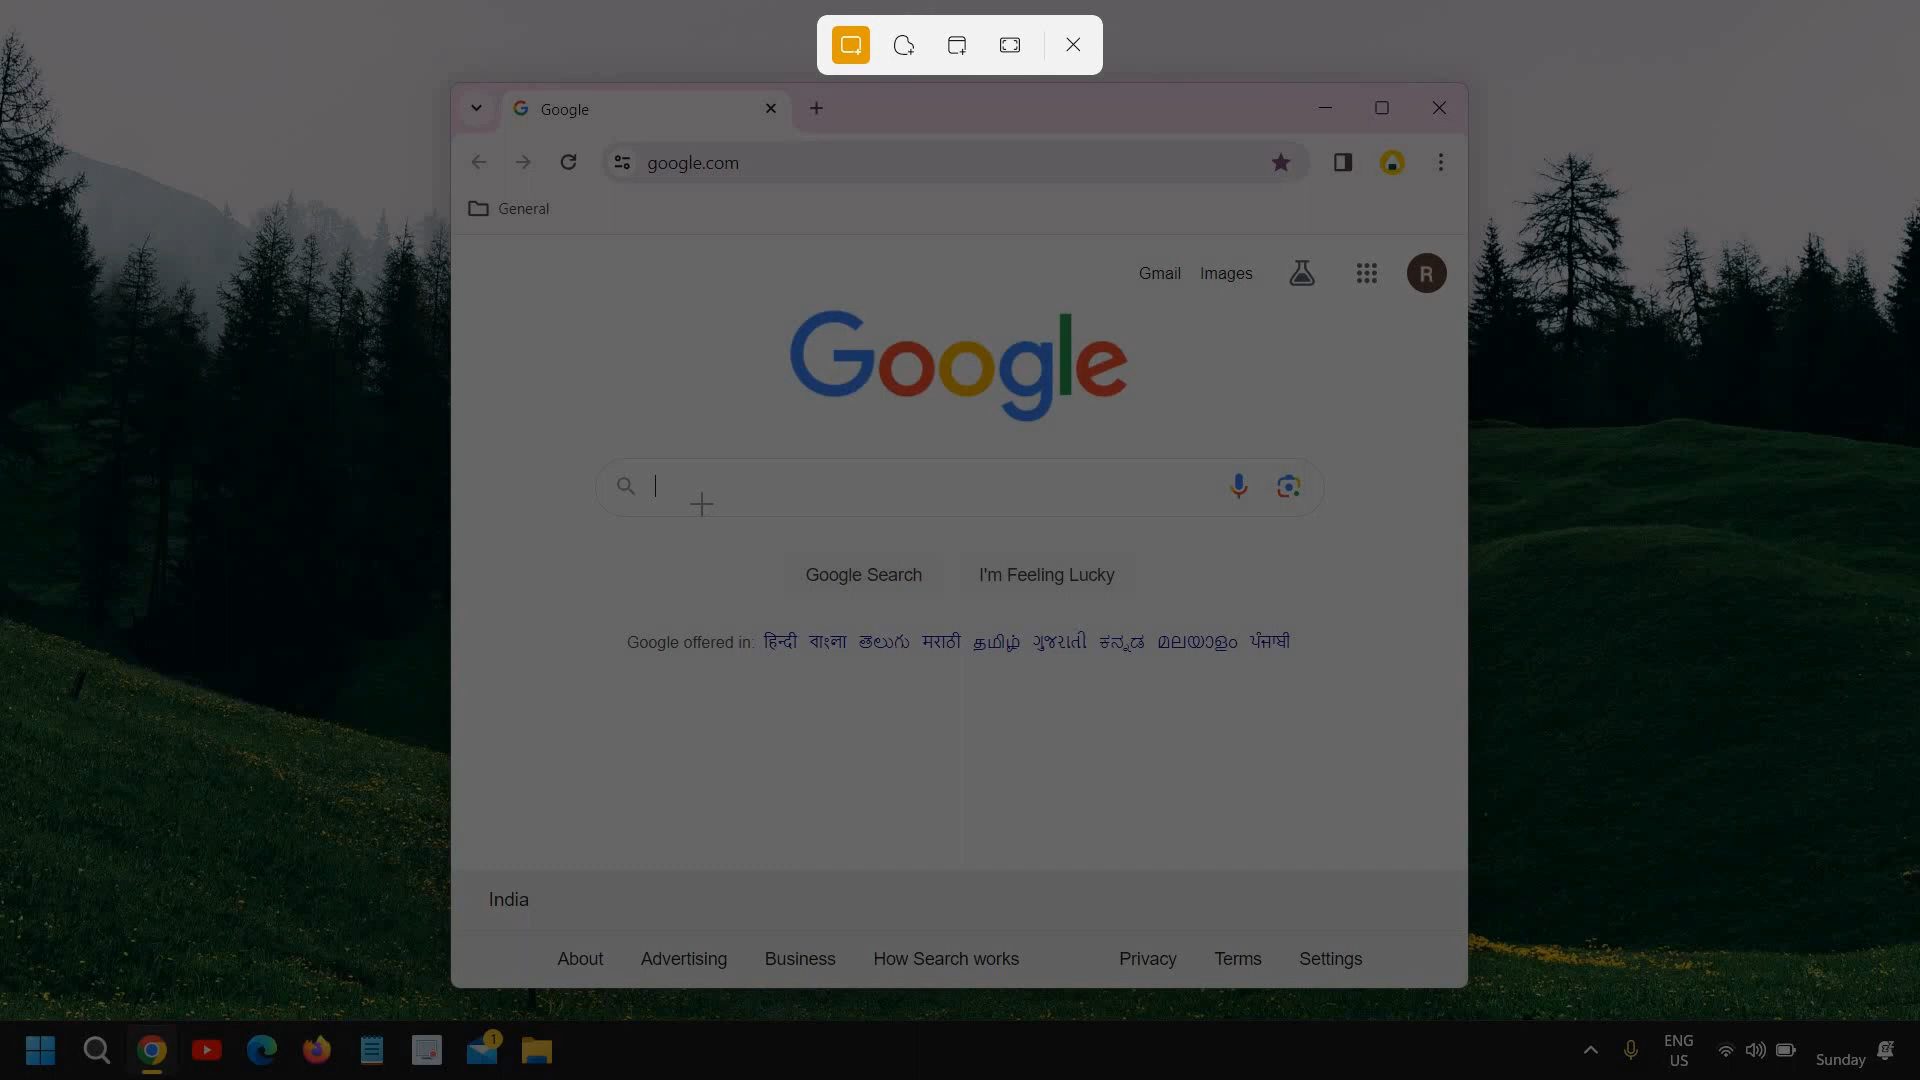 Google
google.com
General
Gmail Images R
Google
Google Search I'm Feeling Lucky
Google offered in: हिन्दी বাংলা తెలుగు मराठी தமிழ் ગુજરાતી ಕನ್ನಡ മലയാളം ਪੰਜਾਬੀ
India
About Advertising Business How Search works Privacy Terms Settings
1
ENG
US
Sunday